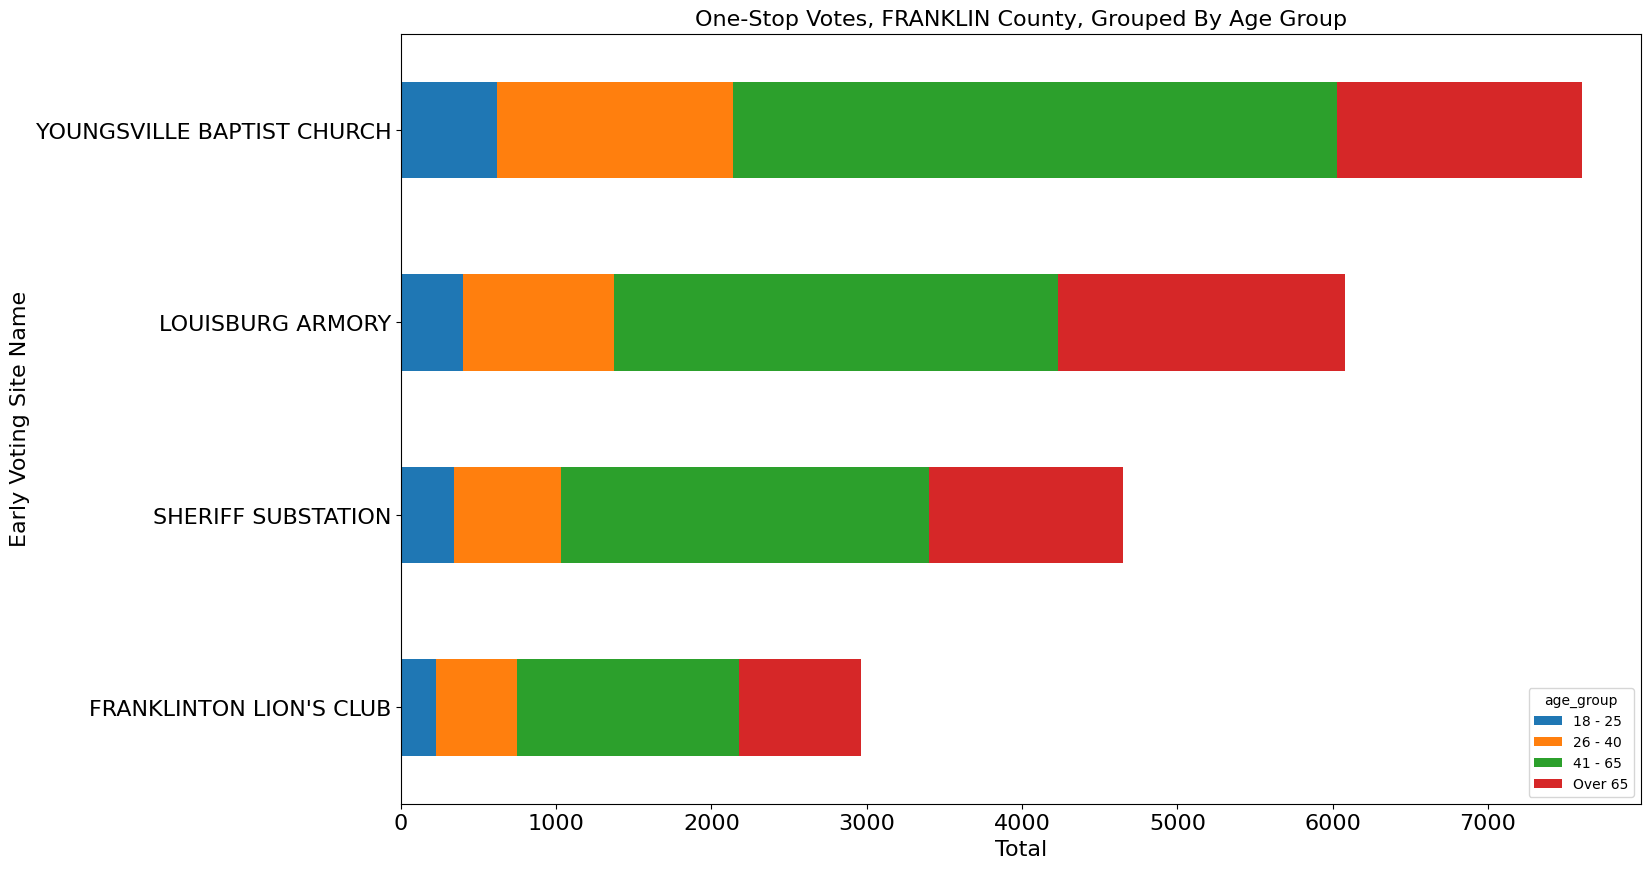 One-Stop Votes, FRANKLIN County, Grouped By Age Group
Early Voting Site Name
YOUNGSVILLE BAPTIST CHURCH
LOUISBURG ARMORY
SHERIFF SUBSTATION
FRANKLINTON LION'S CLUB
age_group
18 - 25
26 - 40
41 - 65
Over 65
0 1000 2000 3000 4000 5000 6000 7000
Total